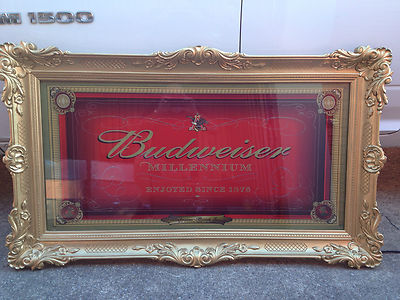 M 1500
Budweiser
MILLENNIUM
ENJOYED SINCE 1876